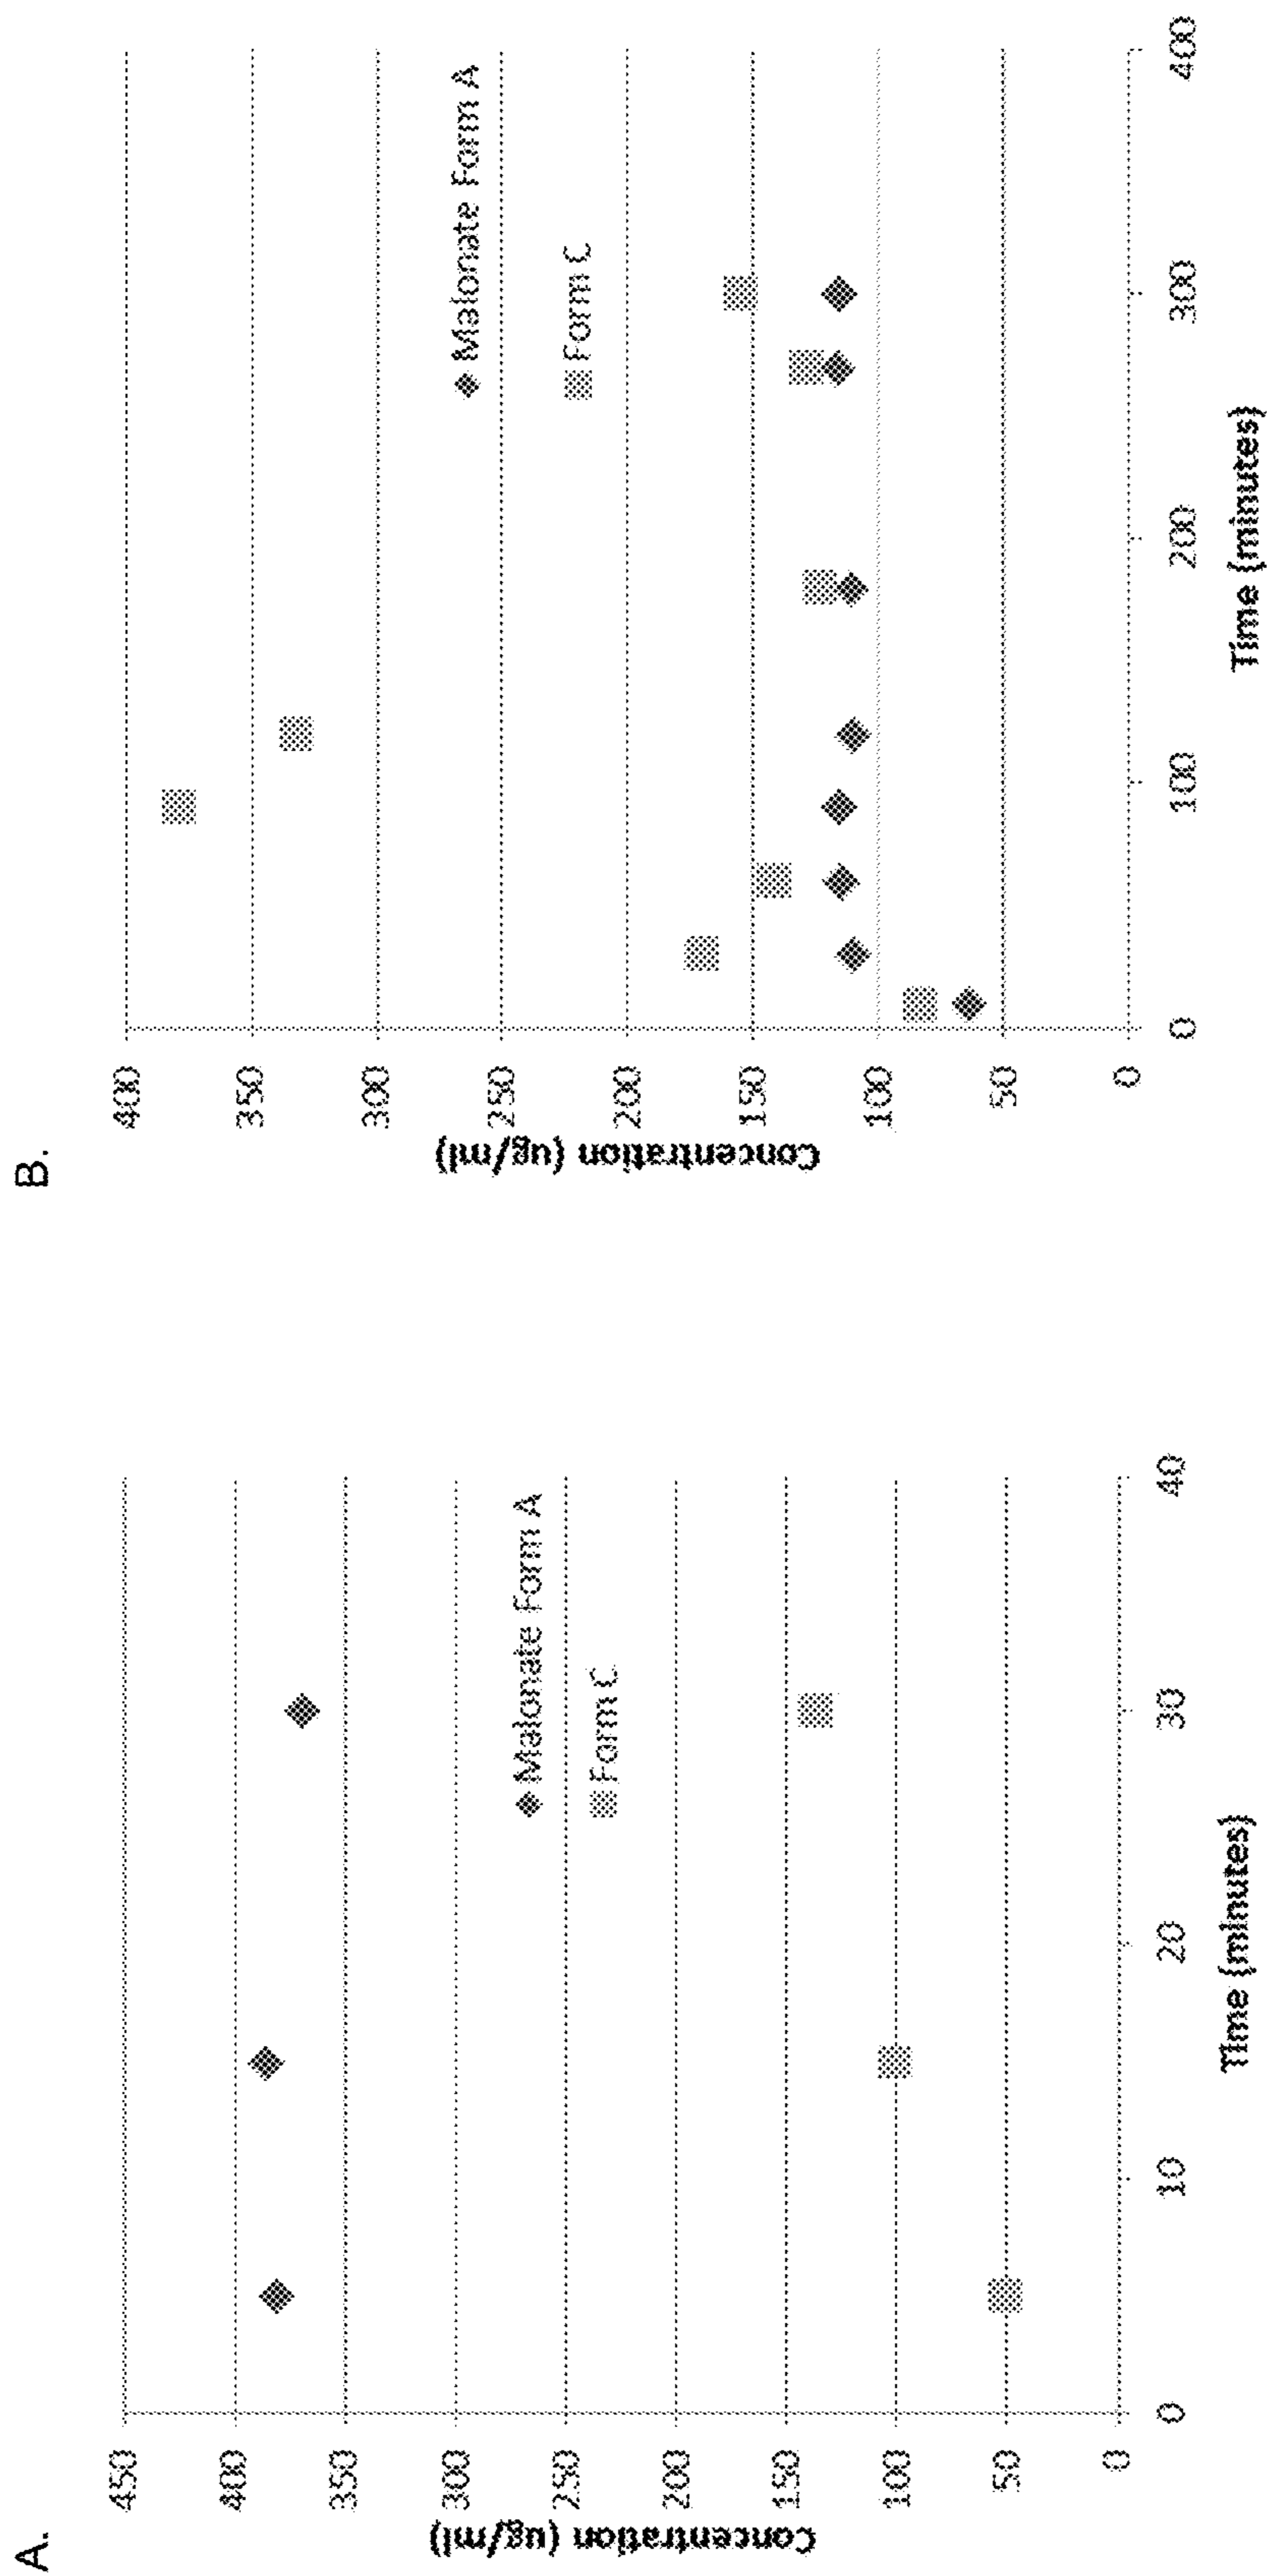 A.
Concentration (ug/ml)
450
400
350
300
250
200
150
100
50
0
0
10
20
30
40
Time (minutes)
Malonate Form A
Form C
B.
Concentration (ug/ml)
400
350
300
250
200
150
100
50
0
0
100
200
300
400
Time (minutes)
Malonate Form A
Form C